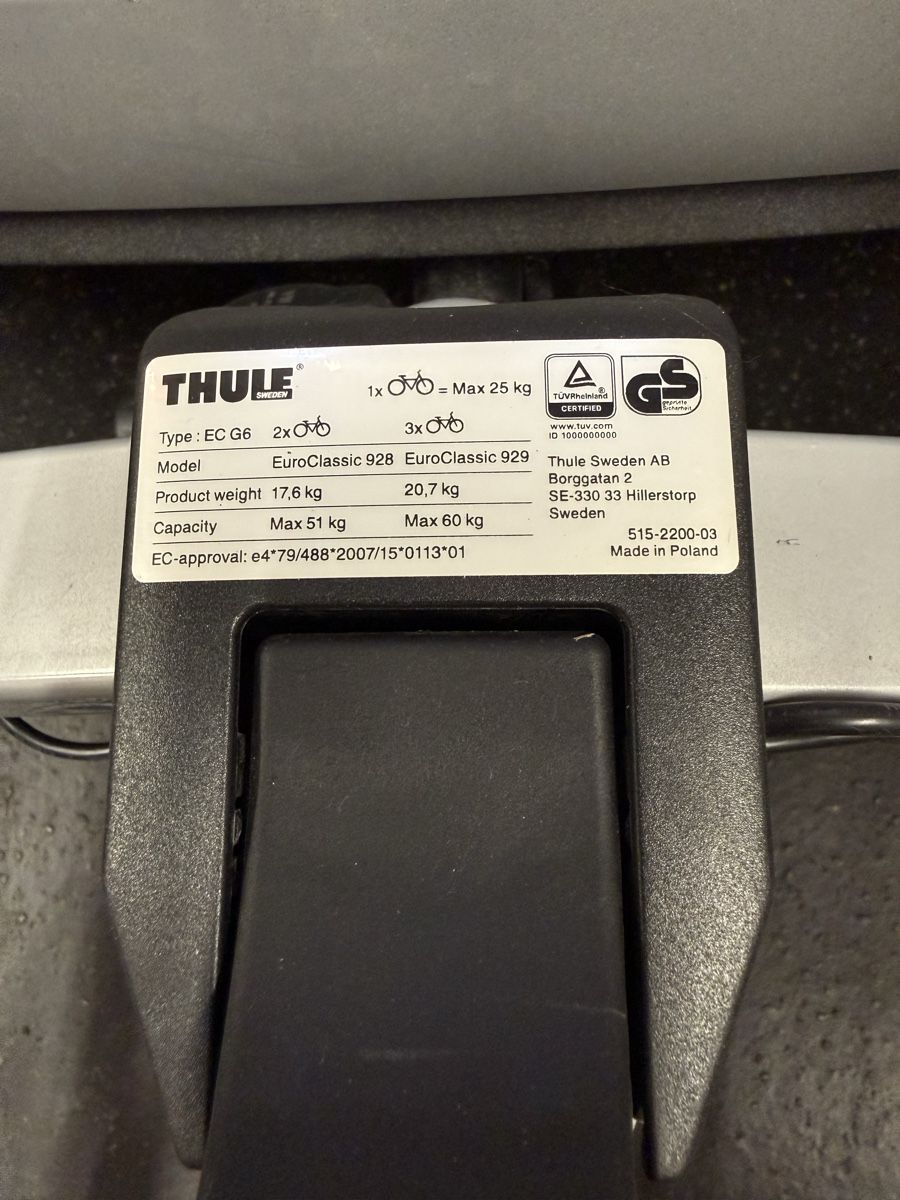 THULE®
SWEDEN
1x = Max 25 kg
Type : EC G6 2x 3x
Model EuroClassic 928 EuroClassic 929
Product weight 17,6 kg 20,7 kg
Capacity Max 51 kg Max 60 kg
EC-approval: e4*79/488*2007/15*0113*01
TÜVRheinland®
CERTIFIED
www.tuv.com
ID 1000000000
GS
geprüfte
Sicherheit
Thule Sweden AB
Borggatan 2
SE-330 33 Hillerstorp
Sweden
515-2200-03
Made in Poland